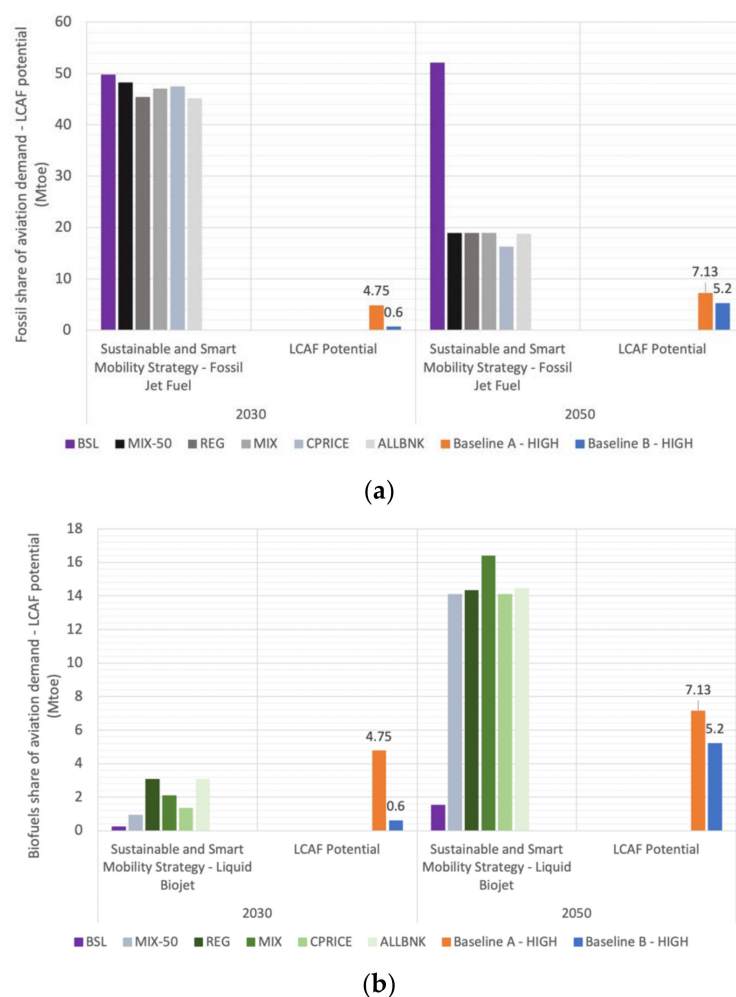 Fossil share of aviation demand - LCAF potential
(Mtoe)
60
50
40
30
20
10
0
4.75
0.6
7.13
5.2
Sustainable and Smart
Mobility Strategy - Fossil
Jet Fuel
LCAF Potential
Sustainable and Smart
Mobility Strategy - Fossil
Jet Fuel
LCAF Potential
2030
2050
BSL MIX-50 REG MIX CPRICE ALLBNK Baseline A - HIGH Baseline B - HIGH
(a)
Biofuels share of aviation demand - LCAF potential
(Mtoe)
18
16
14
12
10
8
6
4
2
0
4.75
0.6
7.13
5.2
Sustainable and Smart
Mobility Strategy - Liquid
Biojet
LCAF Potential
Sustainable and Smart
Mobility Strategy - Liquid
Biojet
LCAF Potential
2030
2050
BSL MIX-50 REG MIX CPRICE ALLBNK Baseline A - HIGH Baseline B - HIGH
(b)